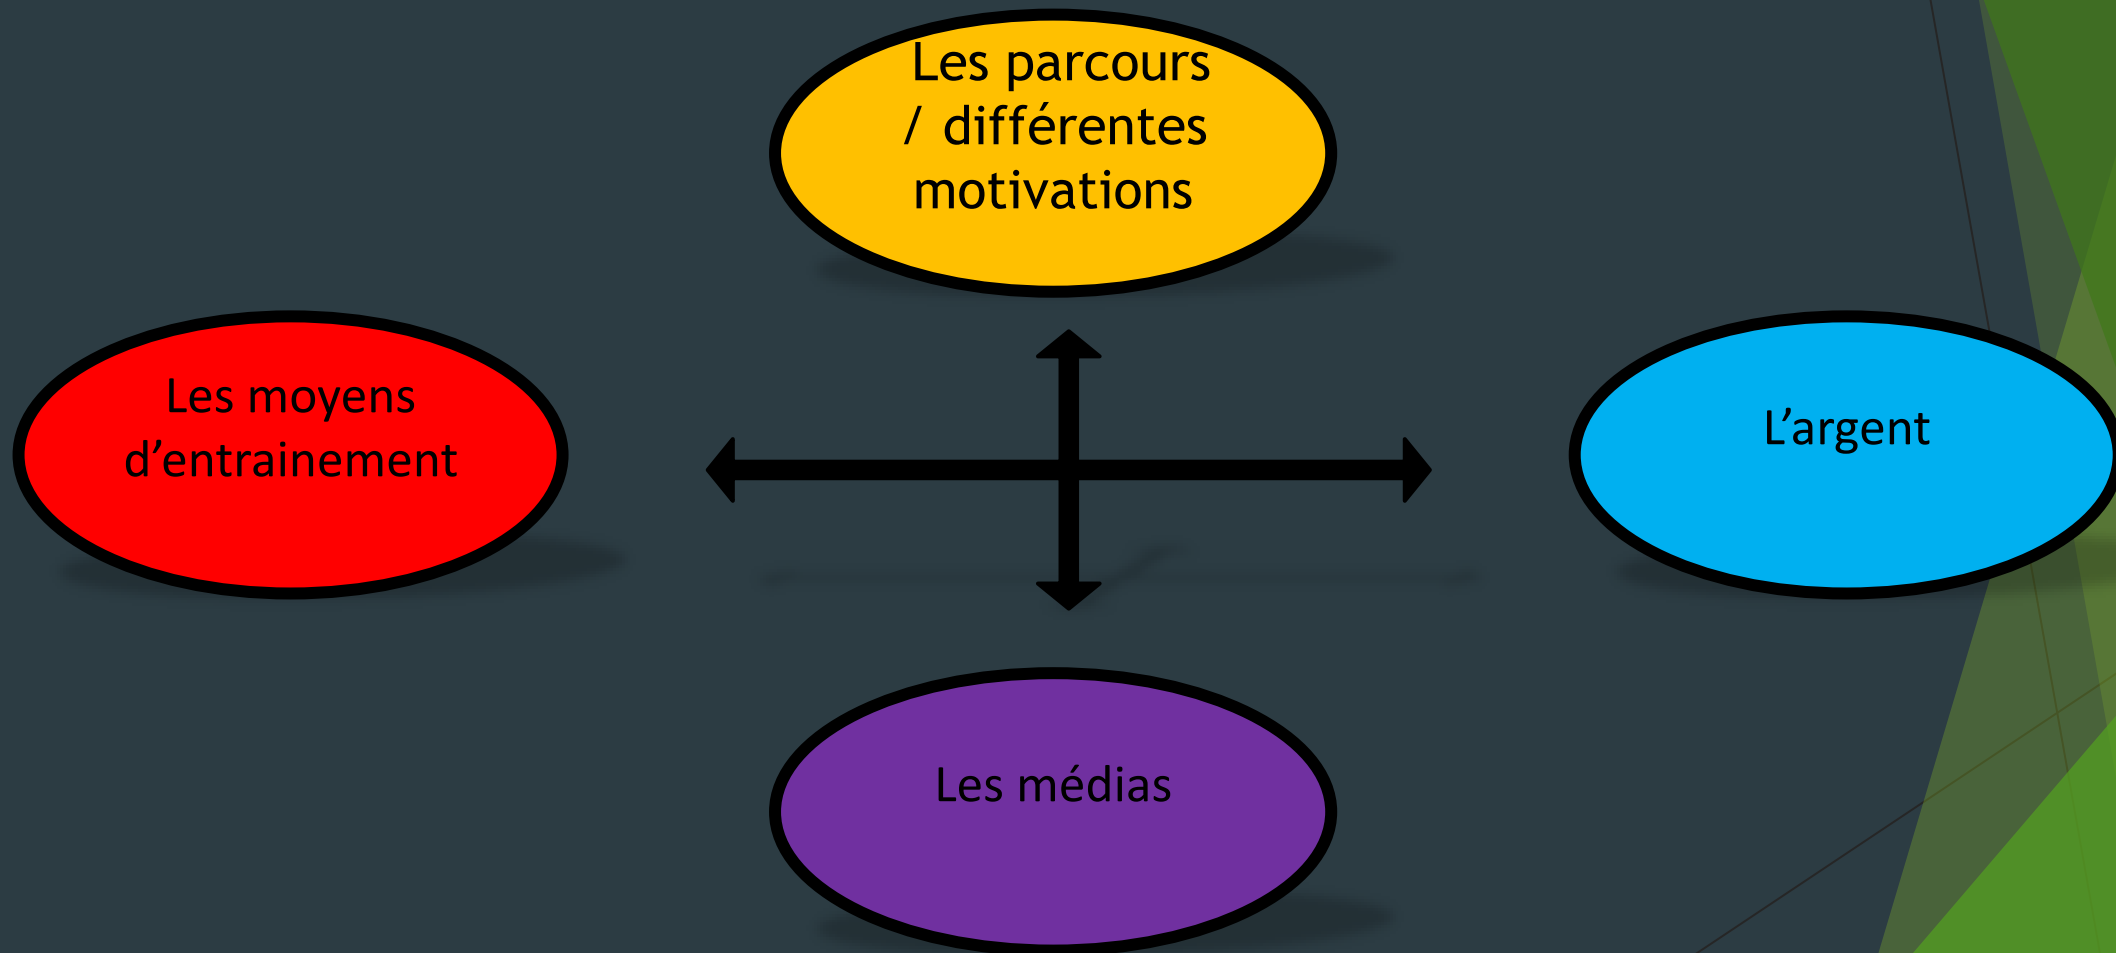 Les parcours
/ différentes
motivations
Les moyens
d’entrainement
L’argent
Les médias